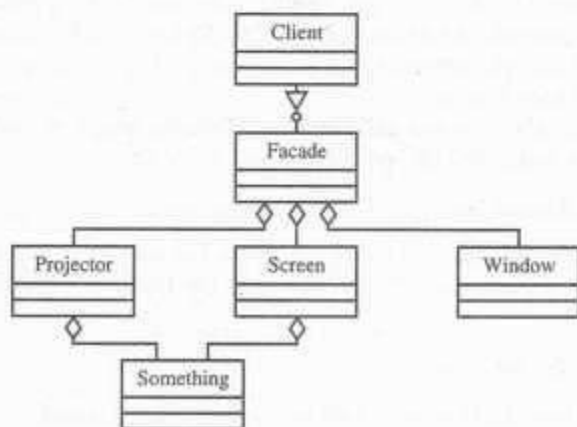 Client
Facade
Projector
Screen
Window
Something